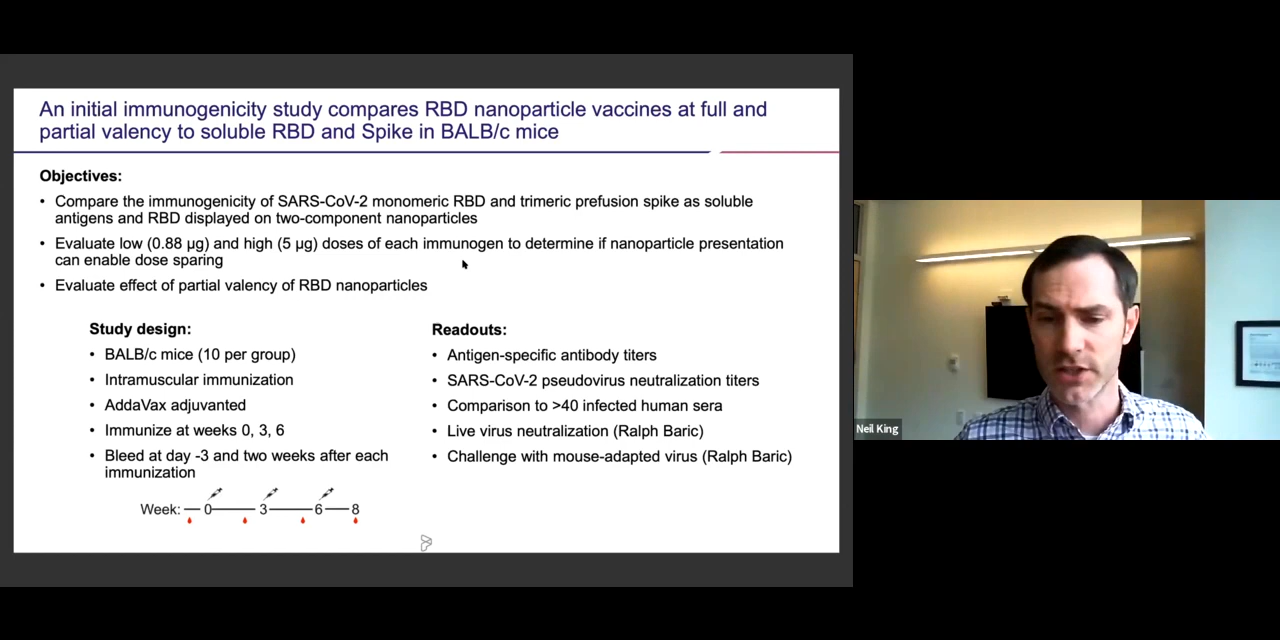 An initial immunogenicity study compares RBD nanoparticle vaccines at full and
partial valency to soluble RBD and Spike in BALB/c mice
Objectives:
• Compare the immunogenicity of SARS-CoV-2 monomeric RBD and trimeric prefusion spike as soluble
antigens and RBD displayed on two-component nanoparticles
• Evaluate low (0.88 µg) and high (5 µg) doses of each immunogen to determine if nanoparticle presentation
can enable dose sparing
• Evaluate effect of partial valency of RBD nanoparticles
Study design:
• BALB/c mice (10 per group)
• Intramuscular immunization
• AddaVax adjuvanted
• Immunize at weeks 0, 3, 6
• Bleed at day -3 and two weeks after each
immunization
Week: 0 3 6 8
Readouts:
• Antigen-specific antibody titers
• SARS-CoV-2 pseudovirus neutralization titers
• Comparison to >40 infected human sera
• Live virus neutralization (Ralph Baric)
• Challenge with mouse-adapted virus (Ralph Baric)
Neil King